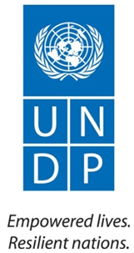 U N
D P
Empowered lives.
Resilient nations.